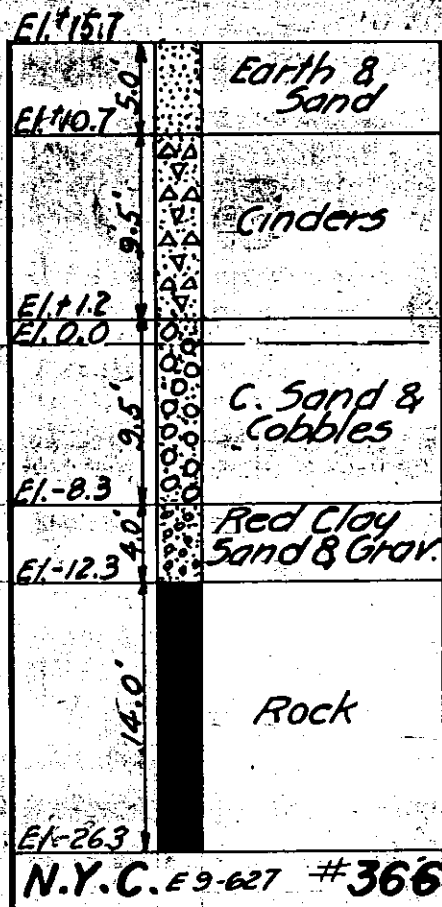 El.+15.7
5.0'
Earth &
Sand
El.+10.7
9.5'
Cinders
El.+1.2
El. 0.0
9.5'
C. Sand &
Cobbles
El.-8.3
4.0'
Red Clay
Sand & Grav.
El.-12.3
14.0'
Rock
El.-26.3
N.Y.C. E9-627 #366